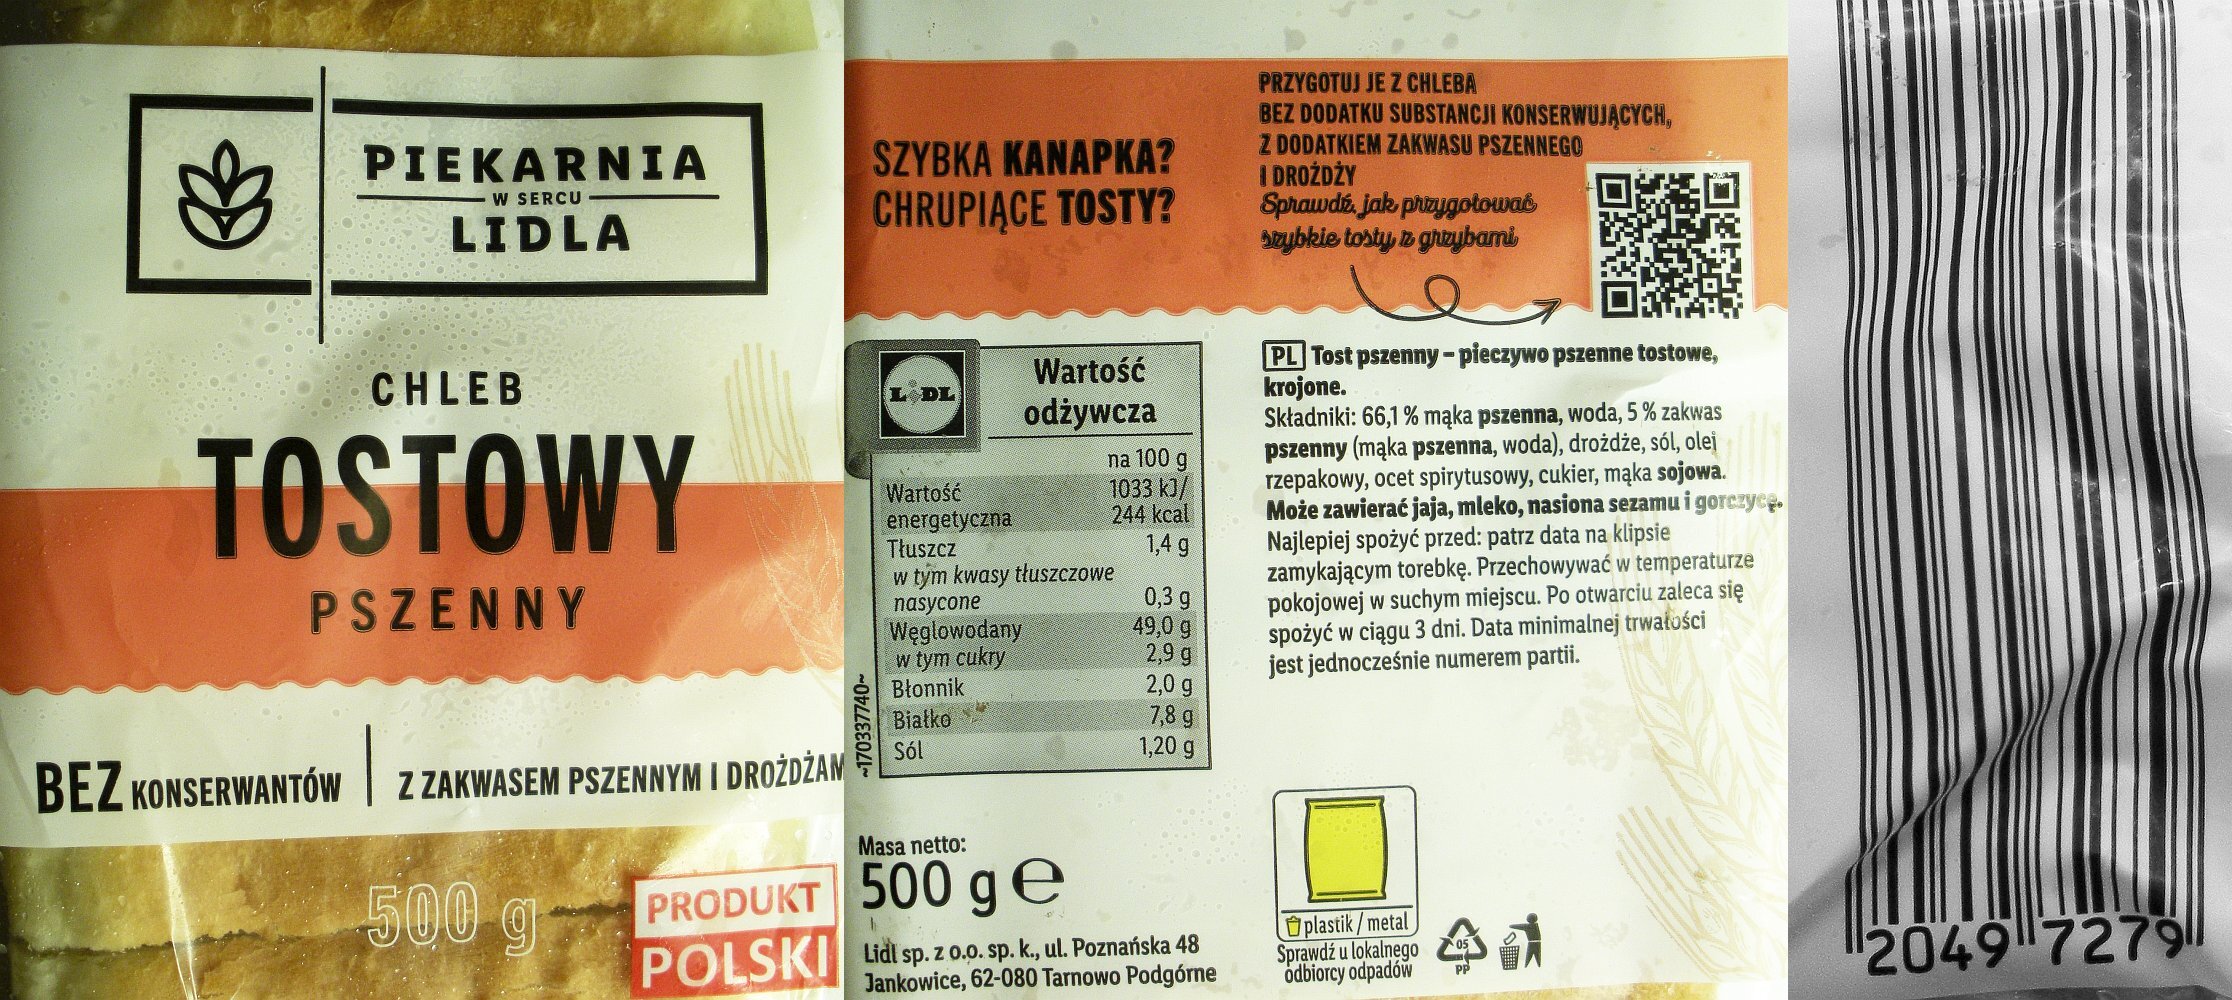 PIEKARNIA
W SERCU
LIDLA
CHLEB
TOSTOWY
PSZENNY
BEZ KONSERWANTÓW
Z ZAKWASEM PSZENNYM I DROŻDŻAM
500 g
PRODUKT
POLSKI
SZYBKA KANAPKA?
CHRUPIĄCE TOSTY?
PRZYGOTUJ JE Z CHLEBA
BEZ DODATKU SUBSTANCJI KONSERWUJĄCYCH,
Z DODATKIEM ZAKWASU PSZENNEGO
I DROŻDŻY
Sprawdź, jak przygotować
szybkie tosty z grzybami
LIDL
Wartość
odżywcza
na 100 g
Wartość 1033 kJ/
energetyczna 244 kcal
Tłuszcz 1,4 g
w tym kwasy tłuszczowe
nasycone 0,3 g
Węglowodany 49,0 g
w tym cukry 2,9 g
Błonnik 2,0 g
Białko 7,8 g
Sól 1,20 g
~170337740~
Masa netto:
500 g e
Lidl sp. z o.o. sp. k., ul. Poznańska 48
Jankowice, 62-080 Tarnowo Podgórne
PL Tost pszenny – pieczywo pszenne tostowe,
krojone.
Składniki: 66,1 % mąka pszenna, woda, 5 % zakwas
pszenny (mąka pszenna, woda), drożdże, sól, olej
rzepakowy, ocet spirytusowy, cukier, mąka sojowa.
Może zawierać jaja, mleko, nasiona sezamu i gorczycę.
Najlepiej spożyć przed: patrz data na klipsie
zamykającym torebkę. Przechowywać w temperaturze
pokojowej w suchym miejscu. Po otwarciu zaleca się
spożyć w ciągu 3 dni. Data minimalnej trwałości
jest jednocześnie numerem partii.
plastik / metal
Sprawdź u lokalnego
odbiorcy odpadów
05
PP
2049 7279